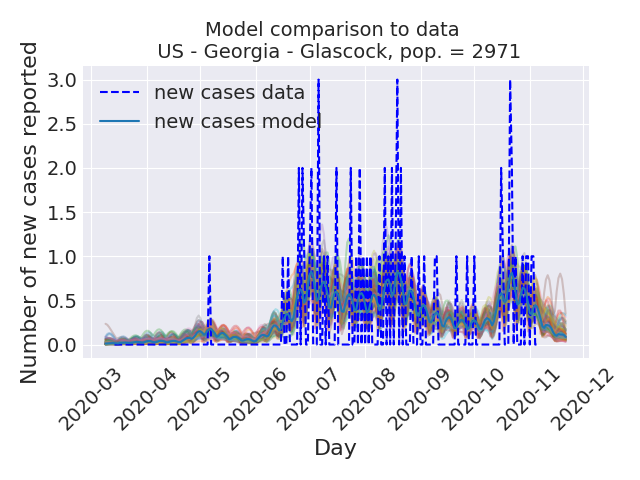 Model comparison to data
US - Georgia - Glascock, pop. = 2971
Number of new cases reported
3.0
2.5
2.0
1.5
1.0
0.5
0.0
new cases data
new cases model
2020-03
2020-04
2020-05
2020-06
2020-07
2020-08
2020-09
2020-10
2020-11
2020-12
Day